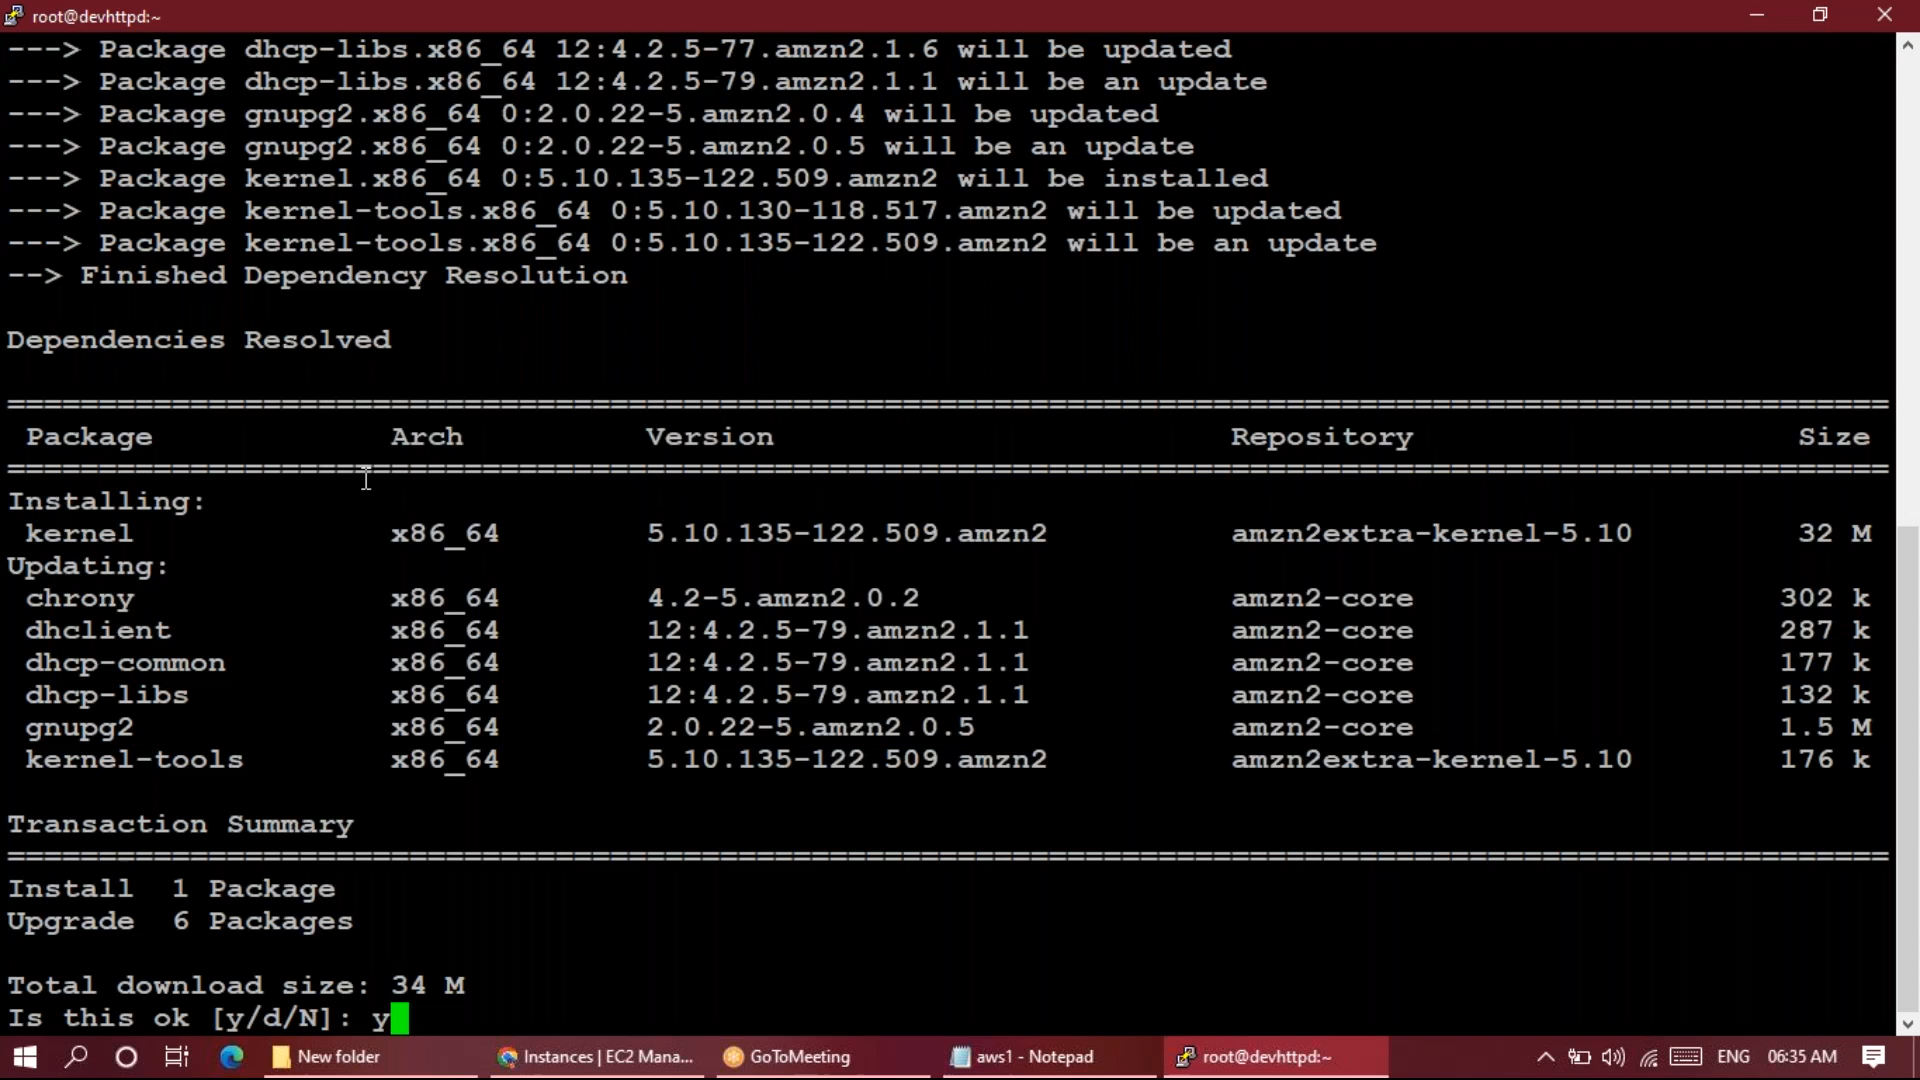 root@devhttpd:~
---> Package dhcp-libs.x86_64 12:4.2.5-77.amzn2.1.6 will be updated
---> Package dhcp-libs.x86_64 12:4.2.5-79.amzn2.1.1 will be an update
---> Package gnupg2.x86_64 0:2.0.22-5.amzn2.0.4 will be updated
---> Package gnupg2.x86_64 0:2.0.22-5.amzn2.0.5 will be an update
---> Package kernel.x86_64 0:5.10.135-122.509.amzn2 will be installed
---> Package kernel-tools.x86_64 0:5.10.130-118.517.amzn2 will be updated
---> Package kernel-tools.x86_64 0:5.10.135-122.509.amzn2 will be an update
--> Finished Dependency Resolution
Dependencies Resolved
Package Arch Version Repository Size
Installing:
kernel x86_64 5.10.135-122.509.amzn2 amzn2extra-kernel-5.10 32 M
Updating:
chrony x86_64 4.2-5.amzn2.0.2 amzn2-core 302 k
dhclient x86_64 12:4.2.5-79.amzn2.1.1 amzn2-core 287 k
dhcp-common x86_64 12:4.2.5-79.amzn2.1.1 amzn2-core 177 k
dhcp-libs x86_64 12:4.2.5-79.amzn2.1.1 amzn2-core 132 k
gnupg2 x86_64 2.0.22-5.amzn2.0.5 amzn2-core 1.5 M
kernel-tools x86_64 5.10.135-122.509.amzn2 amzn2extra-kernel-5.10 176 k
Transaction Summary
Install 1 Package
Upgrade 6 Packages
Total download size: 34 M
Is this ok [y/d/N]: y
New folder Instances | EC2 Mana... GoToMeeting aws1 - Notepad root@devhttpd:~ ENG 06:35 AM